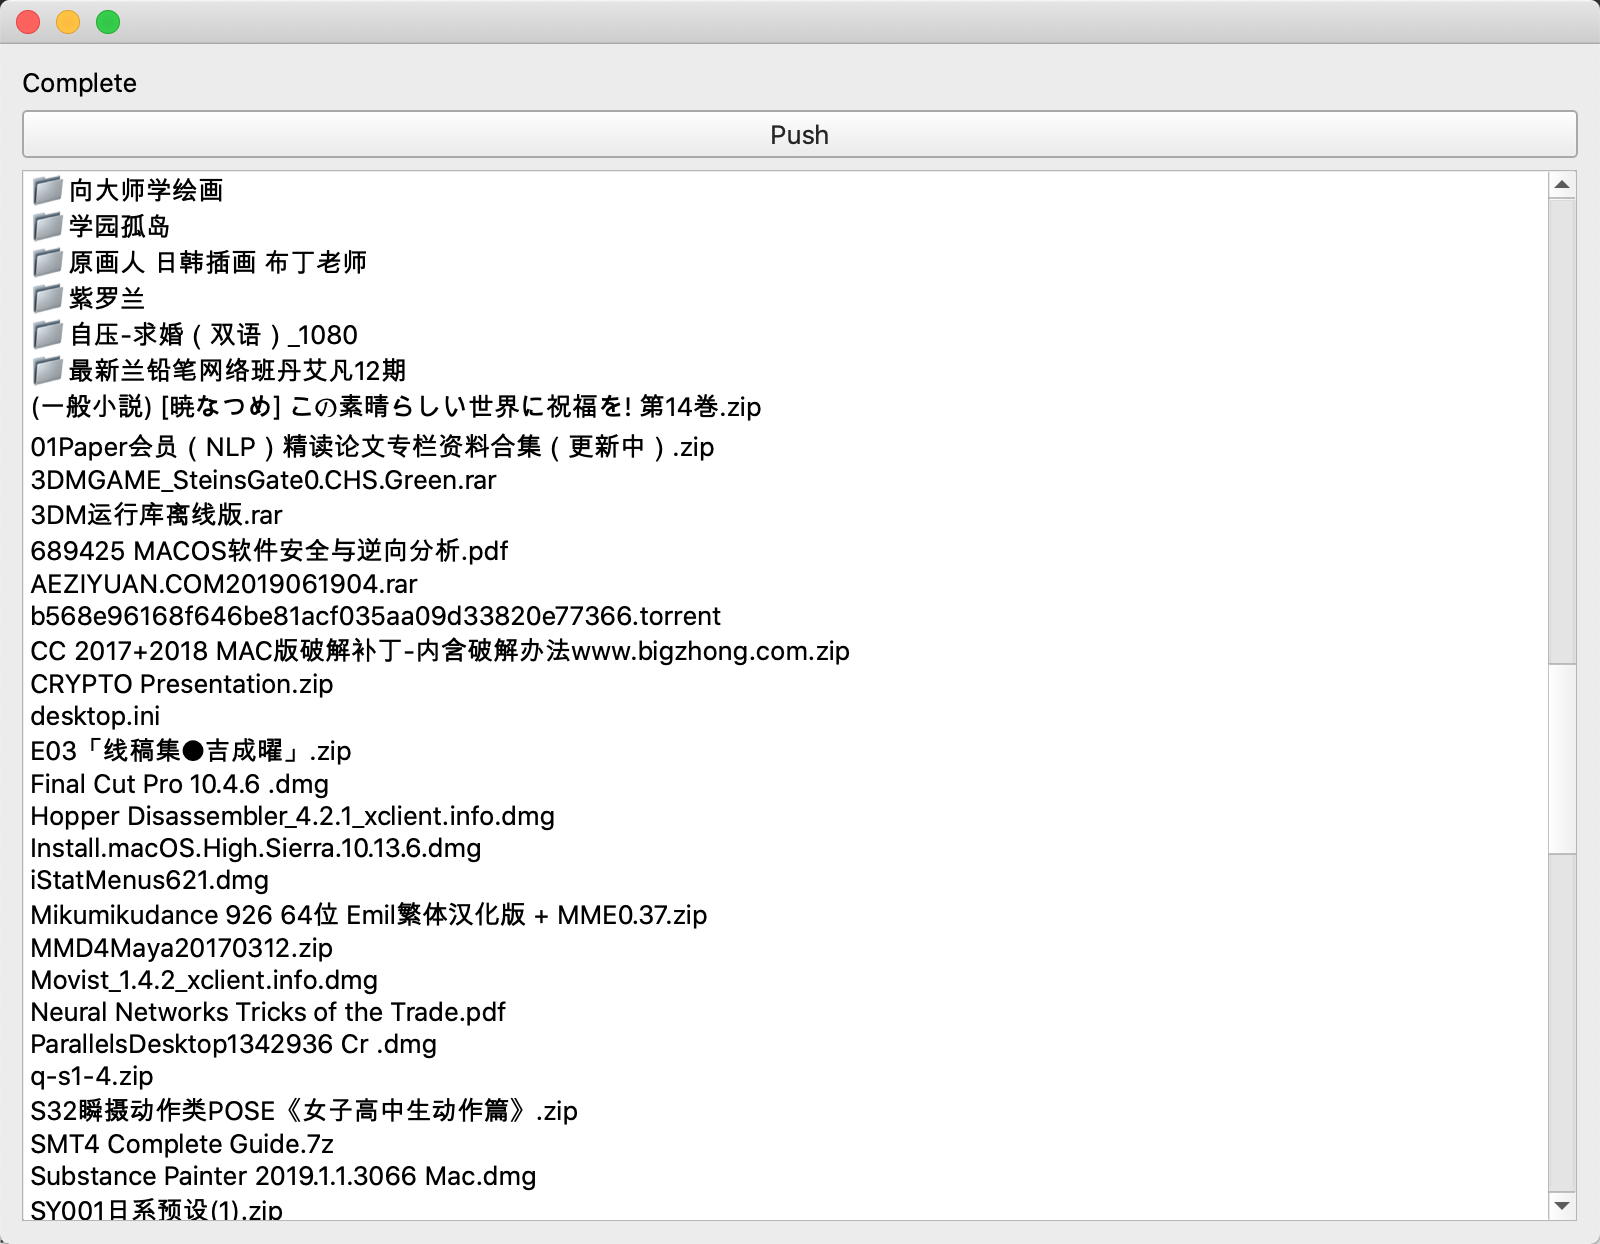 Complete
Push
向大师学绘画
学园孤岛
原画人 日韩插画 布丁老师
紫罗兰
自压-求婚（双语）_1080
最新兰铅笔网络班丹艾凡12期
(一般小説) [暁なつめ] この素晴らしい世界に祝福を! 第14巻.zip
01Paper会员（NLP）精读论文专栏资料合集（更新中）.zip
3DMGAME_SteinsGate0.CHS.Green.rar
3DM运行库离线版.rar
689425 MACOS软件安全与逆向分析.pdf
AEZIYUAN.COM2019061904.rar
b568e96168f646be81acf035aa09d33820e77366.torrent
CC 2017+2018 MAC版破解补丁-内含破解办法www.bigzhong.com.zip
CRYPTO Presentation.zip
desktop.ini
E03「线稿集●吉成曜」.zip
Final Cut Pro 10.4.6 .dmg
Hopper Disassembler_4.2.1_xclient.info.dmg
Install.macOS.High.Sierra.10.13.6.dmg
iStatMenus621.dmg
Mikumikudance 926 64位 Emil繁体汉化版 + MME0.37.zip
MMD4Maya20170312.zip
Movist_1.4.2_xclient.info.dmg
Neural Networks Tricks of the Trade.pdf
ParallelsDesktop1342936 Cr .dmg
q-s1-4.zip
S32瞬摄动作类POSE《女子高中生动作篇》.zip
SMT4 Complete Guide.7z
Substance Painter 2019.1.1.3066 Mac.dmg
SY001日系预设(1).zip